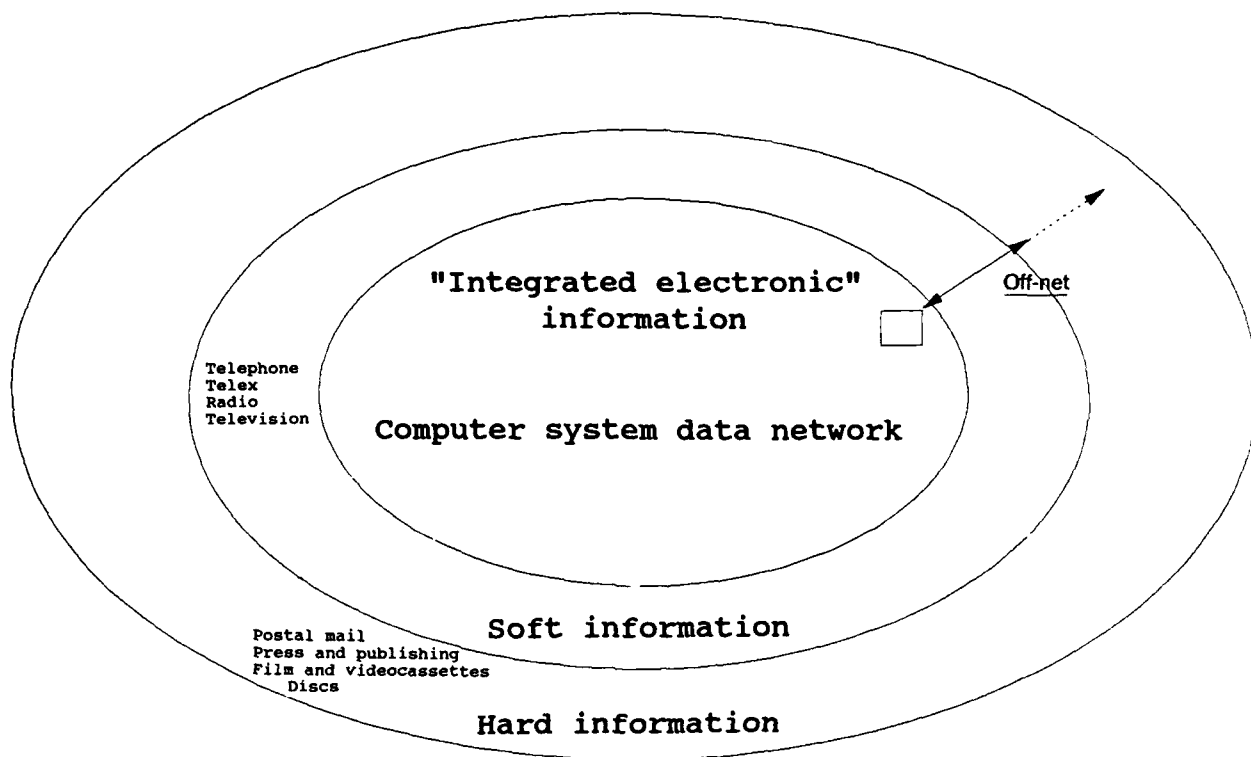 "Integrated electronic"
information
Off-net
Telephone
Telex
Radio
Television
Computer system data network
Soft information
Postal mail
Press and publishing
Film and videocassettes
Discs
Hard information